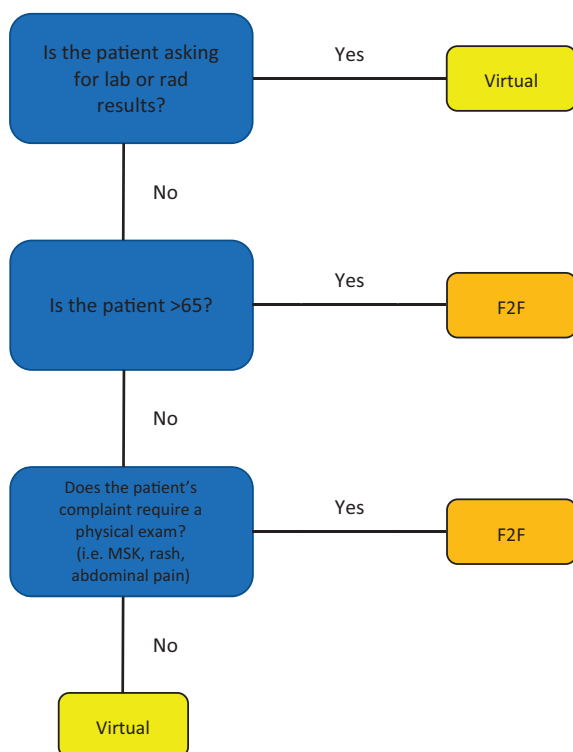 Is the patient asking
for lab or rad
results?
Yes
Virtual
No
Is the patient >65?
Yes
F2F
No
Does the patient's
complaint require a
physical exam?
(i.e. MSK, rash,
abdominal pain)
Yes
F2F
No
Virtual